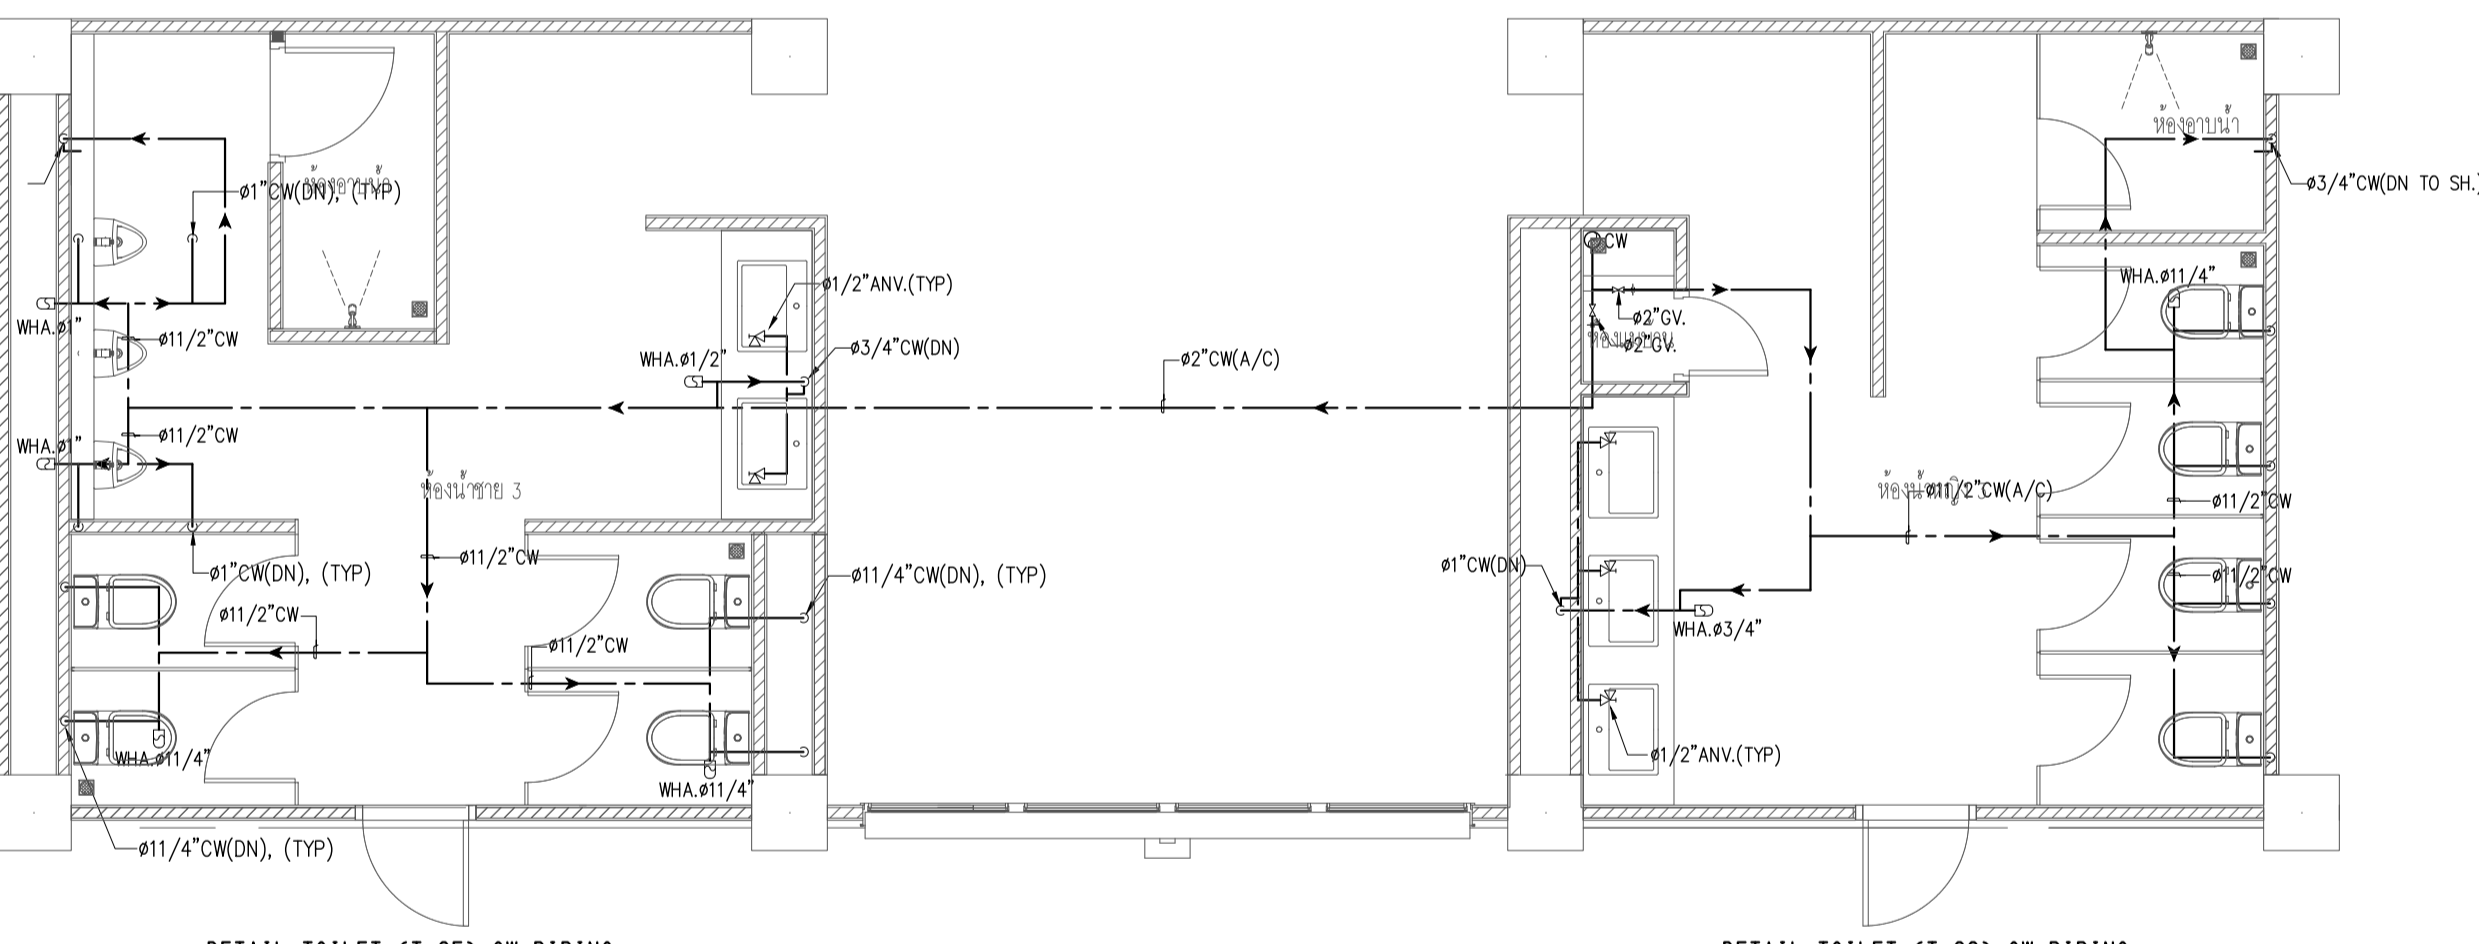 ห้องอาบน้ำ
ø3/4"CW(DN TO SH.)
ø1"CW(DN), (TYP)
ห้องอาบน้ำ
CW
WHA.ø11/4"
ø1/2"ANV.(TYP)
WHA.ø1"
ø11/2"CW
ø2"GV.
ø2"GV.
WHA.ø1/2"
ø3/4"CW(DN)
ø2"CW(A/C)
WHA.ø1"
ø11/2"CW
ห้องน้ำชาย 3
ø11/2"CW(A/C)
ø11/2"CW
ø11/2"CW
ø1"CW(DN)
ø1"CW(DN), (TYP)
ø11/4"CW(DN), (TYP)
ø11/2"CW
ø11/2"CW
WHA.ø3/4"
ø11/2"CW
WHA.ø11/4"
ø1/2"ANV.(TYP)
WHA.ø11/4"
ø11/4"CW(DN), (TYP)